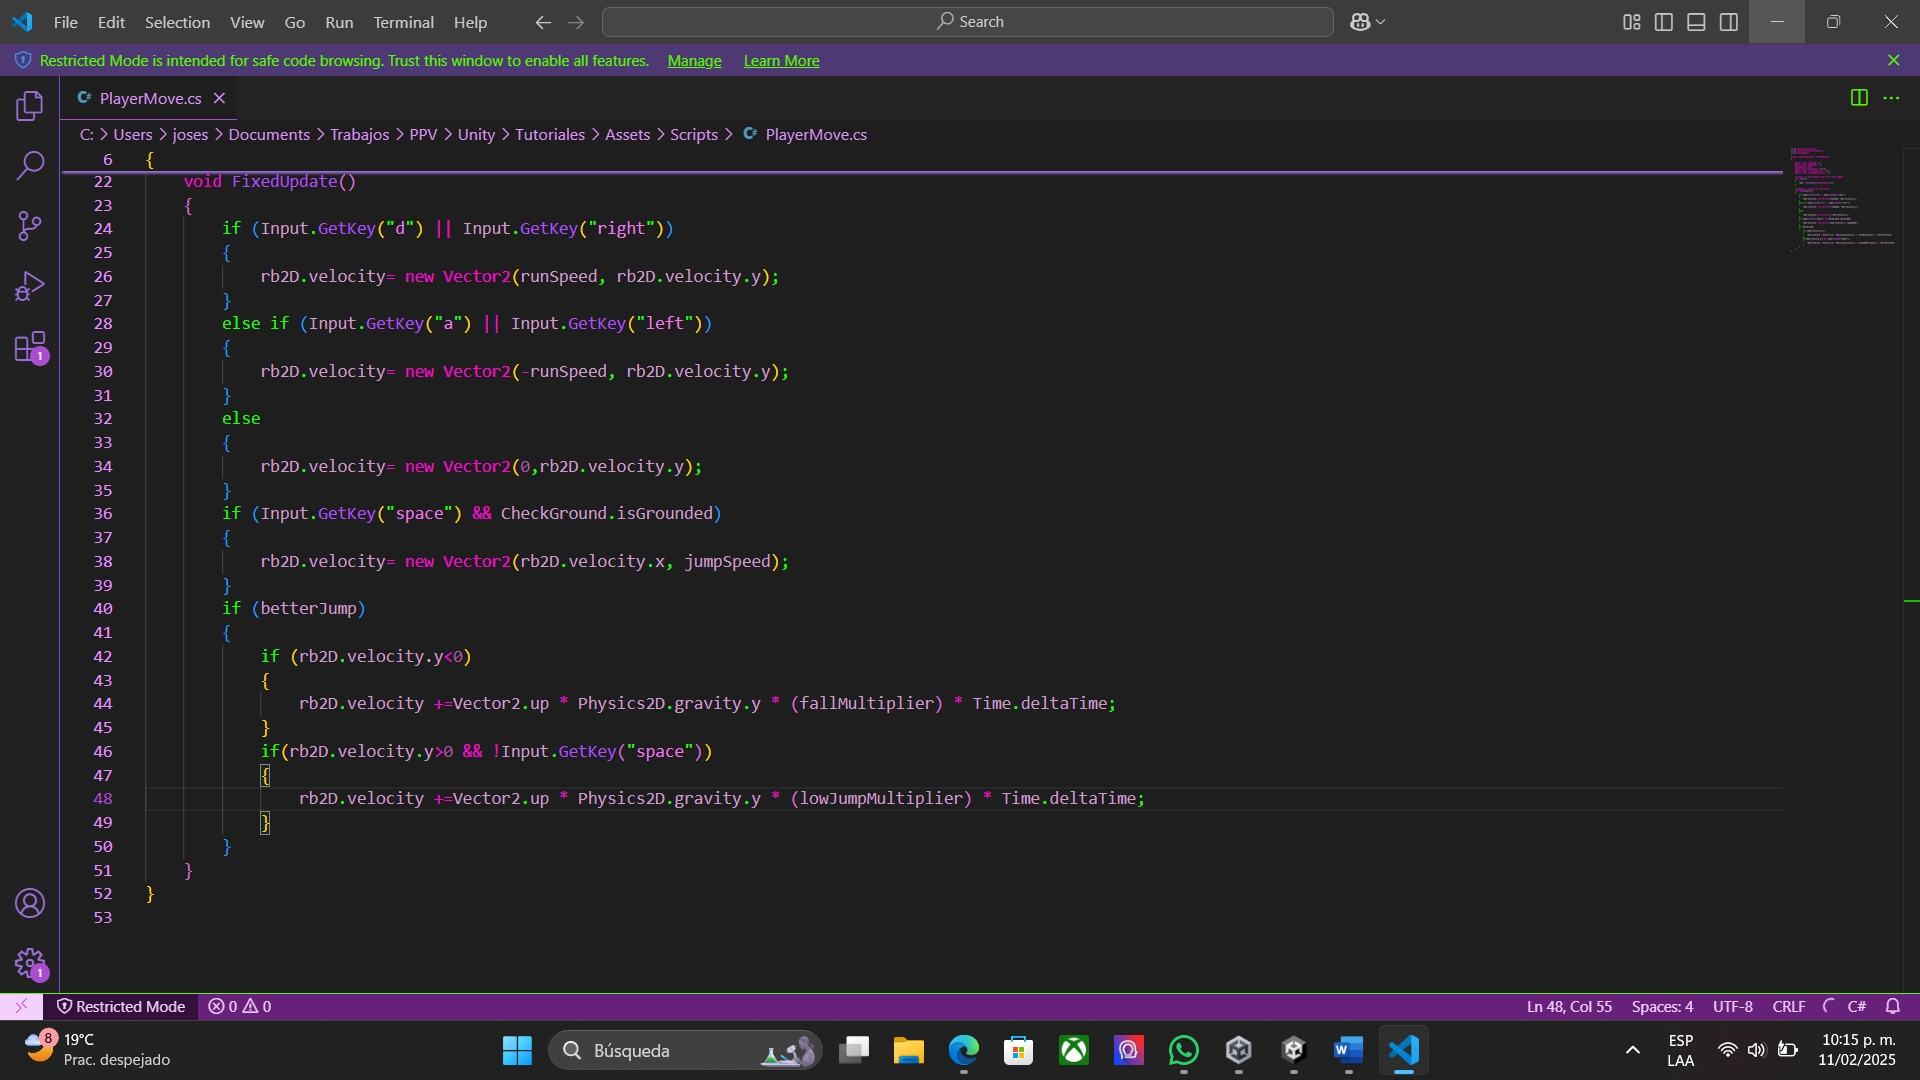 File Edit Selection View Go Run Terminal Help
Search
Restricted Mode is intended for safe code browsing. Trust this window to enable all features. Manage Learn More
PlayerMove.cs
C: > Users > joses > Documents > Trabajos > PPV > Unity > Tutoriales > Assets > Scripts > PlayerMove.cs
6 {
22 void FixedUpdate()
23 {
24 if (Input.GetKey("d") || Input.GetKey("right"))
25 {
26 rb2D.velocity= new Vector2(runSpeed, rb2D.velocity.y);
27 }
28 else if (Input.GetKey("a") || Input.GetKey("left"))
29 {
30 rb2D.velocity= new Vector2(-runSpeed, rb2D.velocity.y);
31 }
32 else
33 {
34 rb2D.velocity= new Vector2(0,rb2D.velocity.y);
35 }
36 if (Input.GetKey("space") && CheckGround.isGrounded)
37 {
38 rb2D.velocity= new Vector2(rb2D.velocity.x, jumpSpeed);
39 }
40 if (betterJump)
41 {
42 if (rb2D.velocity.y<0)
43 {
44 rb2D.velocity +=Vector2.up * Physics2D.gravity.y * (fallMultiplier) * Time.deltaTime;
45 }
46 if(rb2D.velocity.y>0 && !Input.GetKey("space"))
47 {
48 rb2D.velocity +=Vector2.up * Physics2D.gravity.y * (lowJumpMultiplier) * Time.deltaTime;
49 }
50 }
51 }
52 }
53
1
1
Restricted Mode 0 0 Ln 48, Col 55 Spaces: 4 UTF-8 CRLF C#
8 19°C
Prac. despejado
Búsqueda
ESP
LAA
10:15 p. m.
11/02/2025